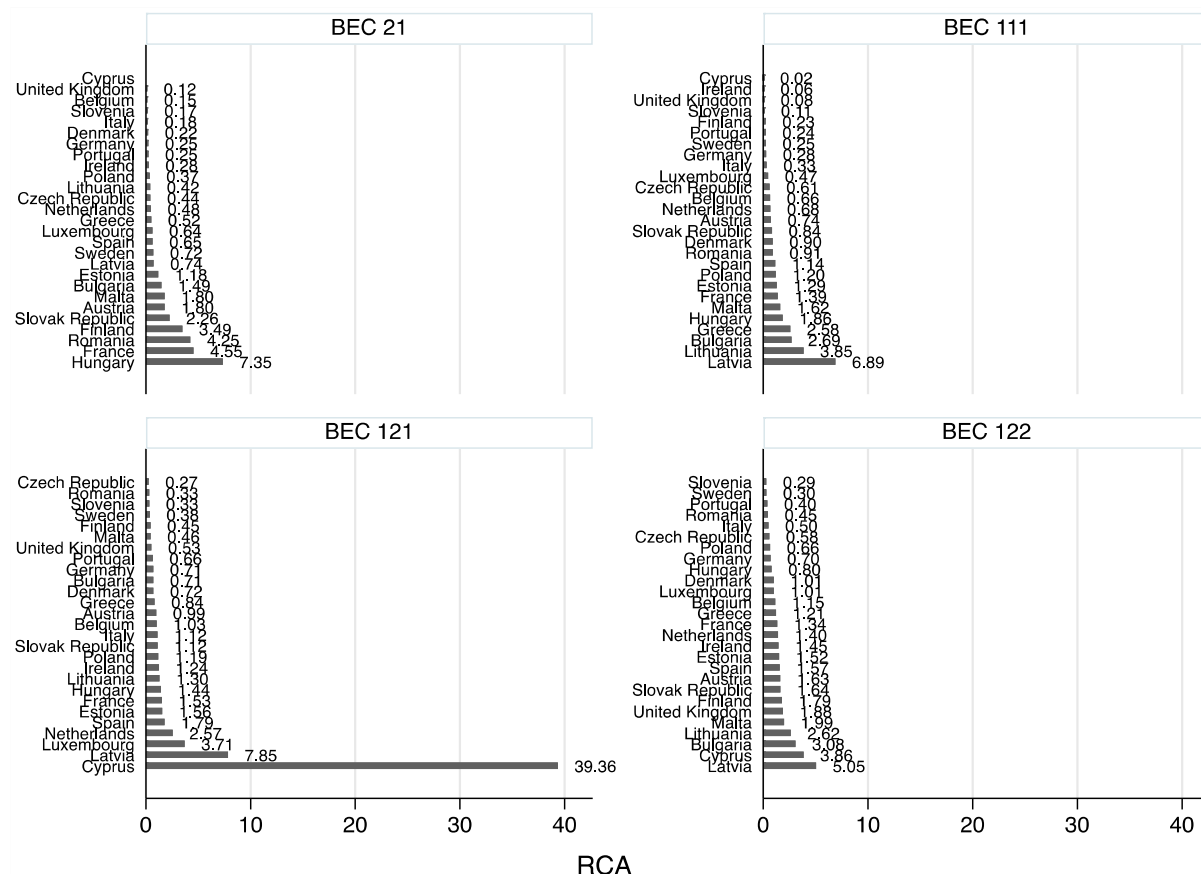 BEC 21
Cyprus
United Kingdom 0.12
Belgium 0.15
Slovenia 0.17
Italy 0.18
Denmark 0.22
Germany 0.25
Portugal 0.25
Ireland 0.28
Poland 0.37
Lithuania 0.42
Czech Republic 0.44
Netherlands 0.48
Greece 0.52
Luxembourg 0.64
Spain 0.65
Sweden 0.72
Latvia 0.74
Estonia 1.18
Bulgaria 1.49
Malta 1.80
Austria 1.80
Slovak Republic 2.26
Finland 3.49
Romania 4.25
France 4.55
Hungary 7.35
BEC 111
Cyprus 0.02
Ireland 0.06
United Kingdom 0.08
Slovenia 0.11
Finland 0.23
Portugal 0.24
Sweden 0.25
Germany 0.28
Italy 0.33
Luxembourg 0.47
Czech Republic 0.61
Belgium 0.66
Netherlands 0.68
Austria 0.74
Slovak Republic 0.84
Denmark 0.90
Romania 0.91
Spain 1.14
Poland 1.20
Estonia 1.29
France 1.39
Malta 1.62
Hungary 1.86
Greece 2.58
Bulgaria 2.69
Lithuania 3.85
Latvia 6.89
BEC 121
Czech Republic 0.27
Romania 0.33
Slovenia 0.33
Sweden 0.38
Finland 0.45
Malta 0.46
United Kingdom 0.53
Portugal 0.66
Germany 0.71
Bulgaria 0.71
Denmark 0.72
Greece 0.84
Austria 0.99
Belgium 1.03
Italy 1.12
Slovak Republic 1.12
Poland 1.19
Ireland 1.24
Lithuania 1.30
Hungary 1.44
France 1.53
Estonia 1.56
Spain 1.79
Netherlands 2.57
Luxembourg 3.71
Latvia 7.85
Cyprus 39.36
0 10 20 30 40
BEC 122
Slovenia 0.29
Sweden 0.30
Portugal 0.40
Romania 0.45
Italy 0.50
Czech Republic 0.58
Poland 0.66
Germany 0.70
Hungary 0.80
Denmark 1.01
Luxembourg 1.01
Belgium 1.15
Greece 1.21
France 1.34
Netherlands 1.40
Ireland 1.45
Estonia 1.52
Spain 1.57
Austria 1.63
Slovak Republic 1.64
Finland 1.79
United Kingdom 1.88
Malta 1.99
Lithuania 2.62
Bulgaria 3.08
Cyprus 3.86
Latvia 5.05
0 10 20 30 40
RCA